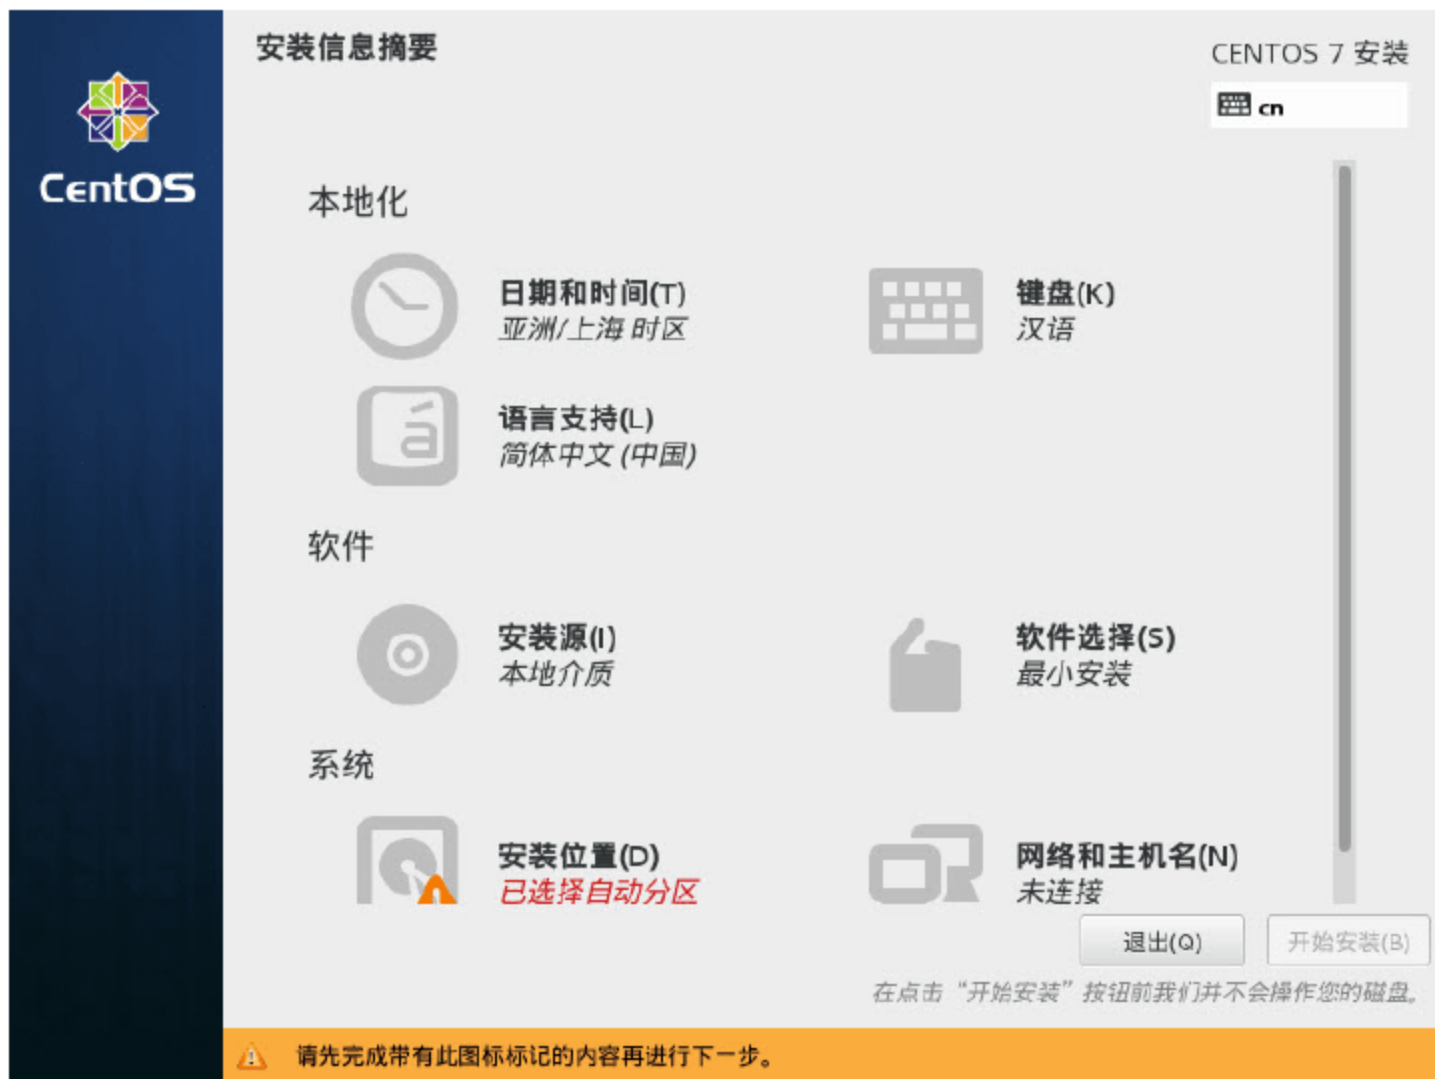 安装信息摘要
CENTOS 7 安装
cn
CentOS
本地化
日期和时间(T)
亚洲/上海 时区
键盘(K)
汉语
á
语言支持(L)
简体中文 (中国)
软件
安装源(I)
本地介质
软件选择(S)
最小安装
系统
安装位置(D)
已选择自动分区
网络和主机名(N)
未连接
退出(Q)
开始安装(B)
在点击“开始安装”按钮前我们并不会操作您的磁盘。
请先完成带有此图标标记的内容再进行下一步。